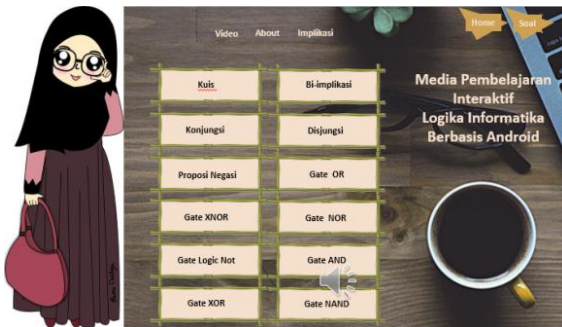 Video About Implikasi
Home Soal
Kuis Bi-implikasi
Konjungsi Disjungsi
Proposi Negasi Gate OR
Gate XNOR Gate NOR
Gate Logic Not Gate AND
Gate XOR Gate NAND
Media Pembelajaran
Interaktif
Logika Informatika
Berbasis Android